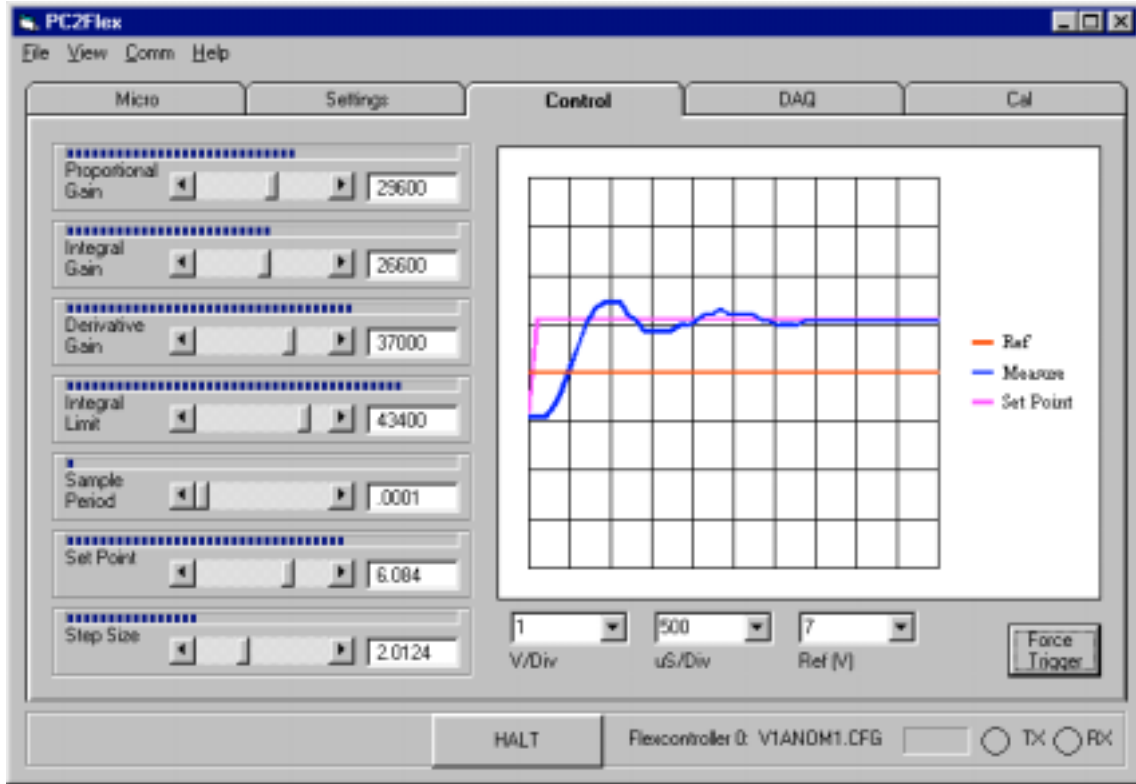 PC2Flex
File View Comm Help
Micro Settings Control DAQ Cal
Proportional
Gain
29600
Integral
Gain
26600
Derivative
Gain
37000
Integral
Limit
43400
Sample
Period
.0001
Set Point
6.084
Step Size
2.0124
Ref
Measure
Set Point
1 500 7
V/Div uS/Div Ref (V)
Force
Trigger
HALT
Flexcontroller 0: V1ANOM1.CFG
TX RX